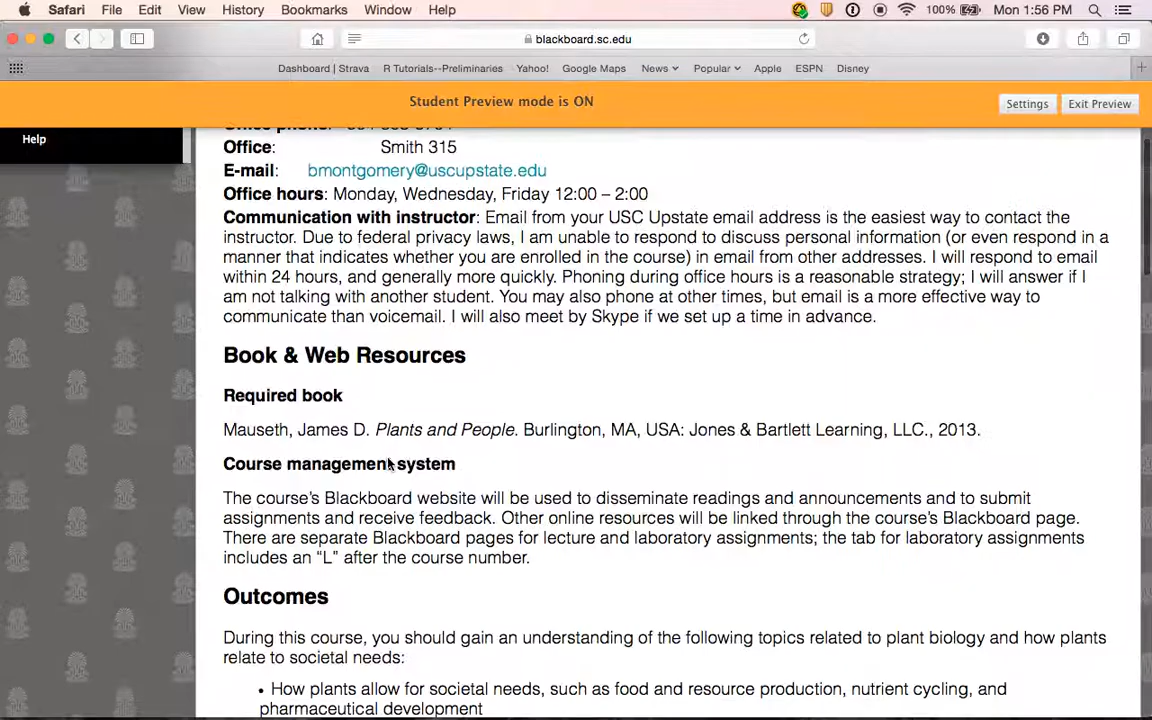 Safari File Edit View History Bookmarks Window Help 100% Mon 1:56 PM
blackboard.sc.edu
Dashboard | Strava R Tutorials--Preliminaries Yahoo! Google Maps News Popular Apple ESPN Disney
Student Preview mode is ON Settings Exit Preview
Help
Office phone:
Office: Smith 315
E-mail: bmontgomery@uscupstate.edu
Office hours: Monday, Wednesday, Friday 12:00 – 2:00
Communication with instructor: Email from your USC Upstate email address is the easiest way to contact the
instructor. Due to federal privacy laws, I am unable to respond to discuss personal information (or even respond in a
manner that indicates whether you are enrolled in the course) in email from other addresses. I will respond to email
within 24 hours, and generally more quickly. Phoning during office hours is a reasonable strategy; I will answer if I
am not talking with another student. You may also phone at other times, but email is a more effective way to
communicate than voicemail. I will also meet by Skype if we set up a time in advance.
Book & Web Resources
Required book
Mauseth, James D. Plants and People. Burlington, MA, USA: Jones & Bartlett Learning, LLC., 2013.
Course management system
The course’s Blackboard website will be used to disseminate readings and announcements and to submit
assignments and receive feedback. Other online resources will be linked through the course’s Blackboard page.
There are separate Blackboard pages for lecture and laboratory assignments; the tab for laboratory assignments
includes an “L” after the course number.
Outcomes
During this course, you should gain an understanding of the following topics related to plant biology and how plants
relate to societal needs:
• How plants allow for societal needs, such as food and resource production, nutrient cycling, and
pharmaceutical development